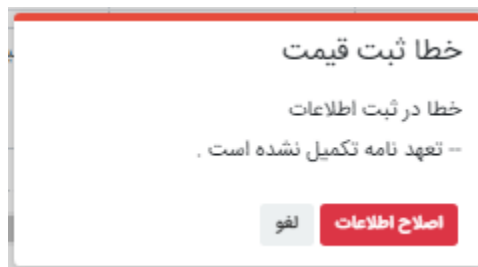 خطا ثبت قیمت
خطا در ثبت اطلاعات
-- تعهد نامه تکمیل نشده است .
اصلاح اطلاعات لغو